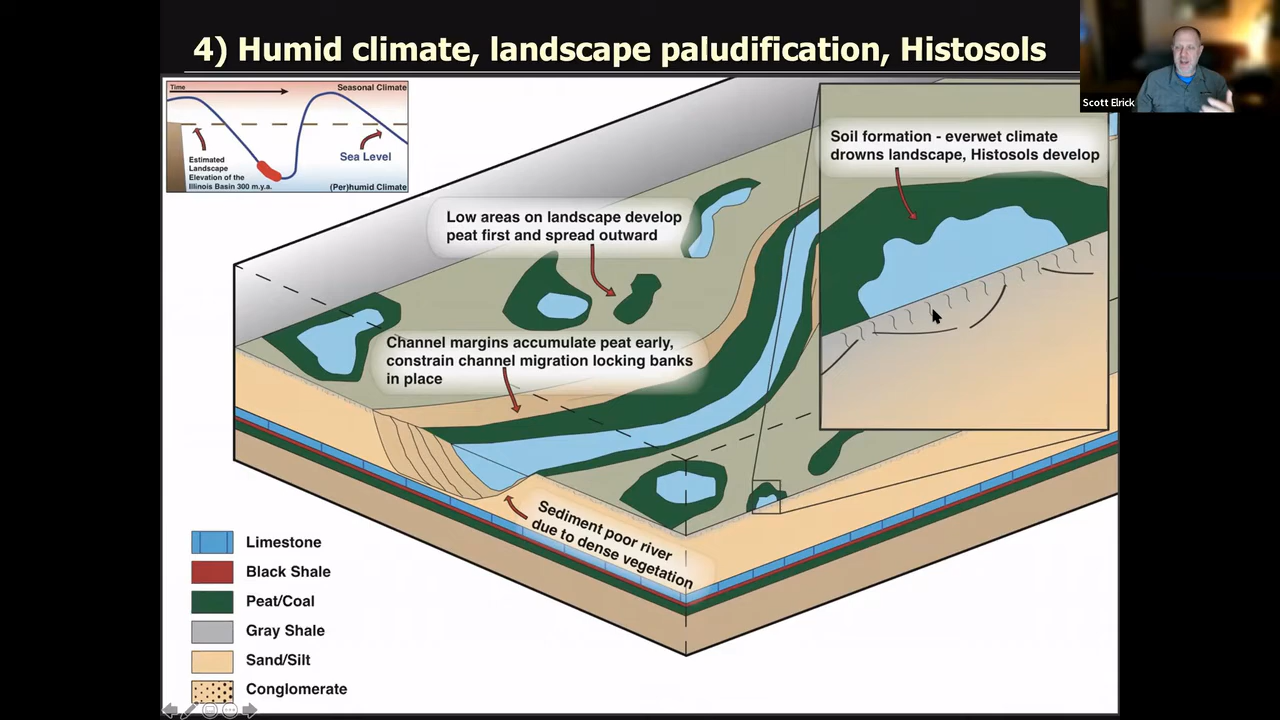 4) Humid climate, landscape paludification, Histosols
Scott Elrick
Time
Seasonal Climate
Estimated
Landscape
Elevation of the
Illinois Basin 300 m.y.a.
Sea Level
(Per)humid Climate
Soil formation - everwet climate
drowns landscape, Histosols develop
Low areas on landscape develop
peat first and spread outward
Channel margins accumulate peat early,
constrain channel migration locking banks
in place
Sediment poor river
due to dense vegetation
Limestone
Black Shale
Peat/Coal
Gray Shale
Sand/Silt
Conglomerate